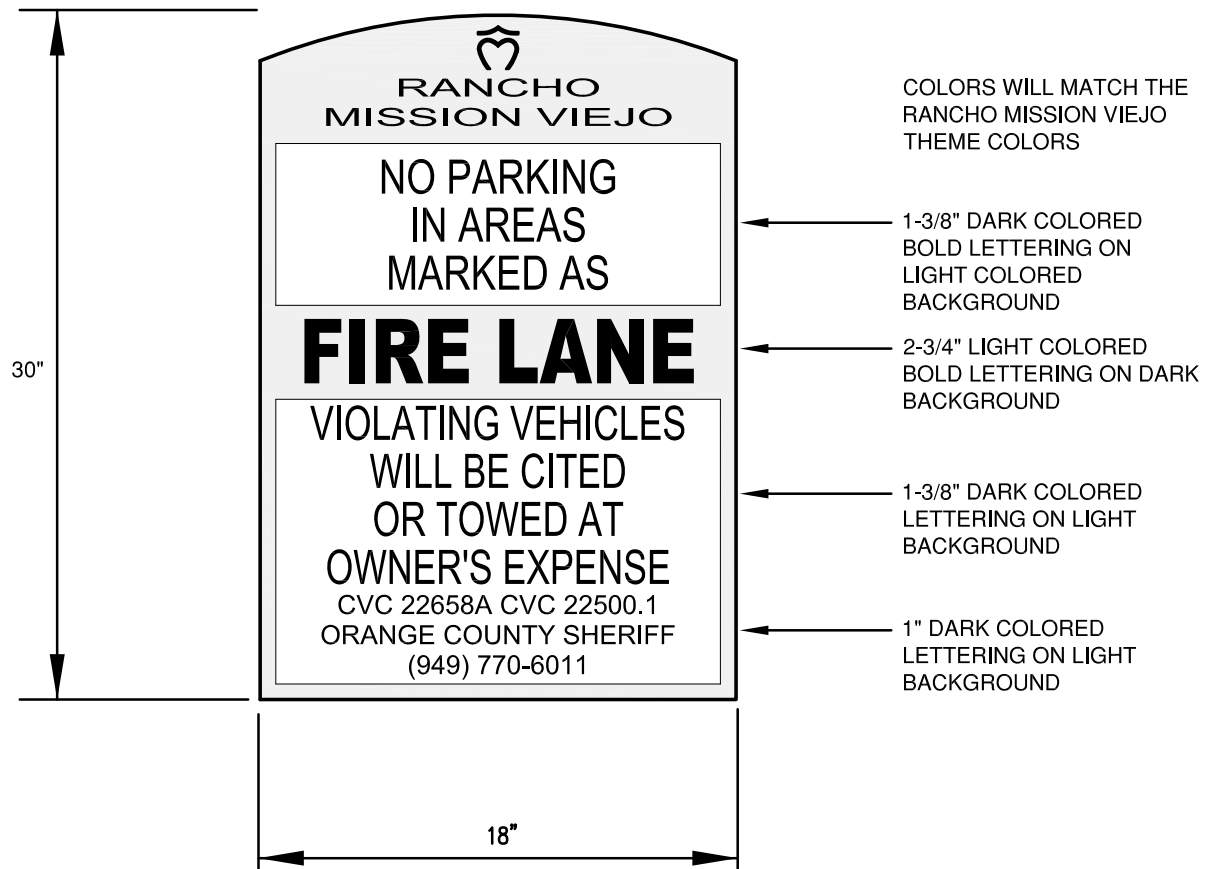 RANCHO
MISSION VIEJO
NO PARKING
IN AREAS
MARKED AS
FIRE LANE
VIOLATING VEHICLES
WILL BE CITED
OR TOWED AT
OWNER'S EXPENSE
CVC 22658A CVC 22500.1
ORANGE COUNTY SHERIFF
(949) 770-6011
30"
18"
COLORS WILL MATCH THE
RANCHO MISSION VIEJO
THEME COLORS
1-3/8" DARK COLORED
BOLD LETTERING ON
LIGHT COLORED
BACKGROUND
2-3/4" LIGHT COLORED
BOLD LETTERING ON DARK
BACKGROUND
1-3/8" DARK COLORED
LETTERING ON LIGHT
BACKGROUND
1" DARK COLORED
LETTERING ON LIGHT
BACKGROUND